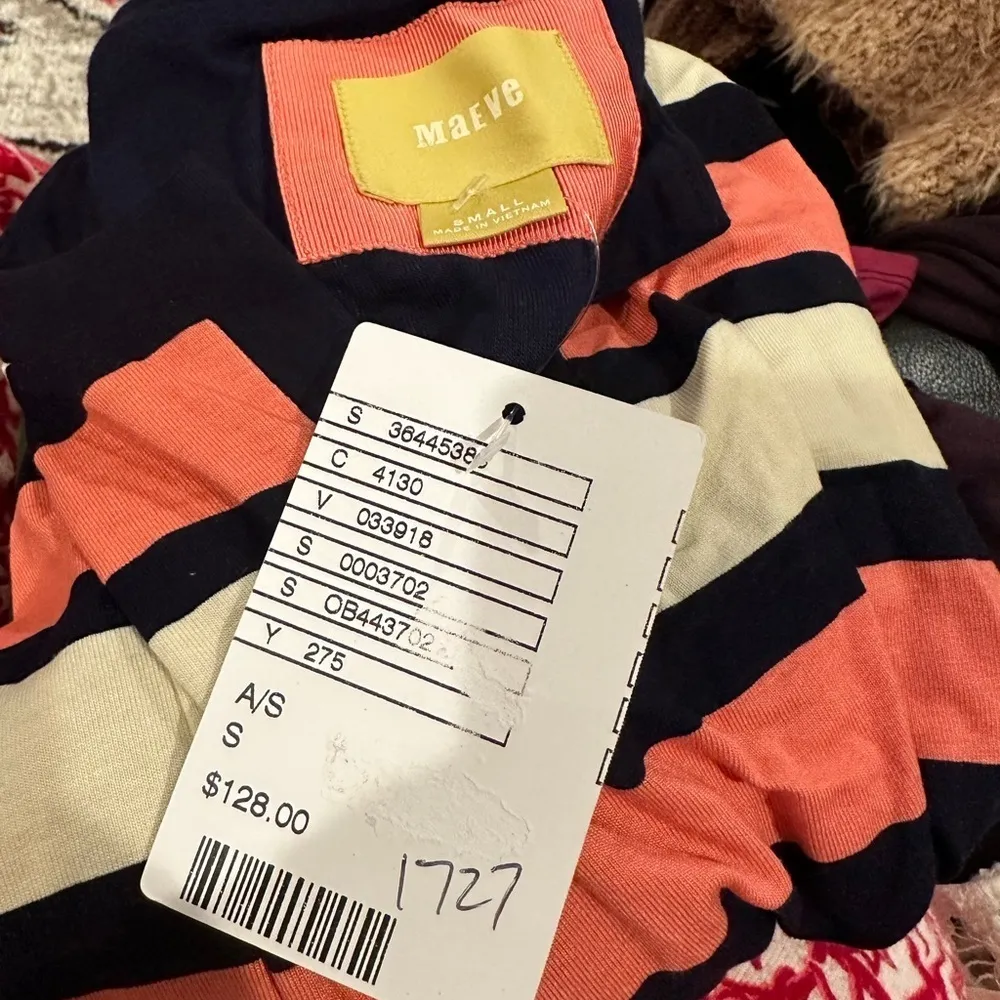 MaEVe
SMALL
MADE IN VIETNAM
S 3644538
C 4130
V 033918
S 0003702
S OB443702
Y 275
A/S
S
$128.00
1727